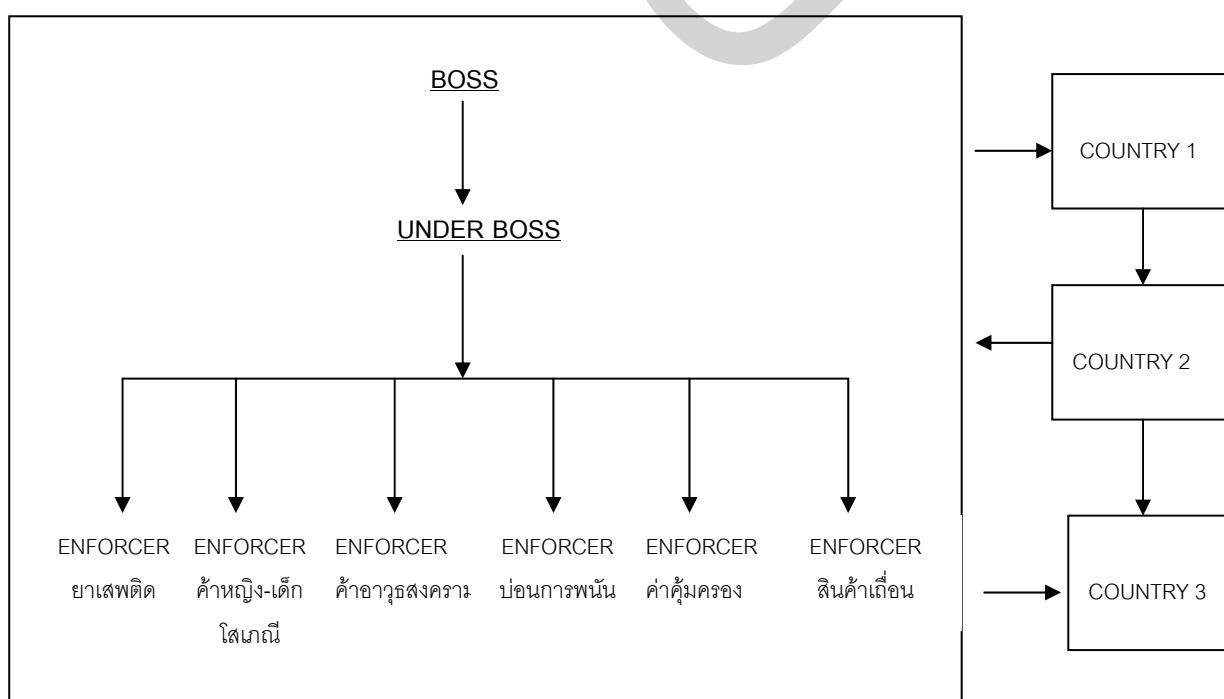 BOSS
COUNTRY 1
UNDER BOSS
COUNTRY 2
ENFORCER ENFORCER ENFORCER ENFORCER ENFORCER ENFORCER
ยาเสพติด ค้าหญิง-เด็ก ค้าอาวุธสงคราม บ่อนการพนัน ค่าคุ้มครอง สินค้าเถื่อน
โสเภณี
COUNTRY 3